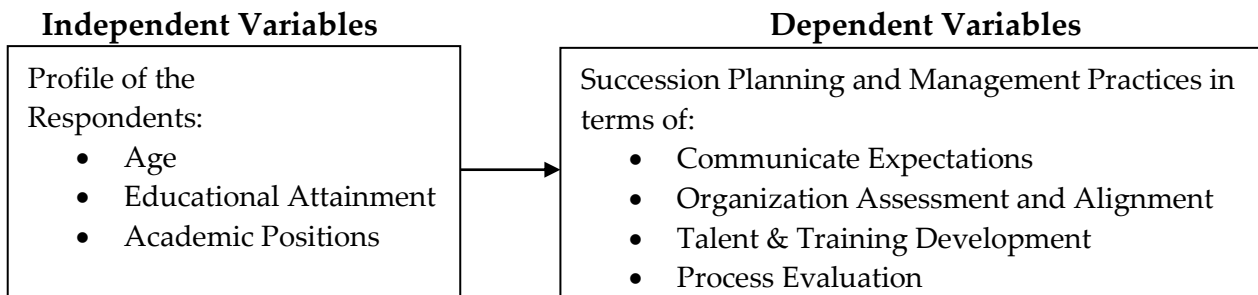 Independent Variables
Profile of the
Respondents:
• Age
• Educational Attainment
• Academic Positions
Dependent Variables
Succession Planning and Management Practices in
terms of:
• Communicate Expectations
• Organization Assessment and Alignment
• Talent & Training Development
• Process Evaluation